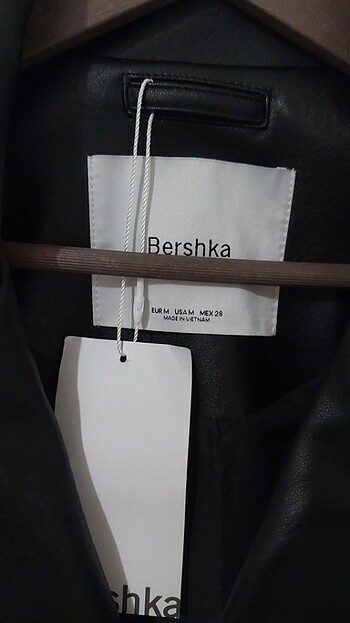 Bershka
EUR M USA M MEX 28
MADE IN VIETNAM
shka